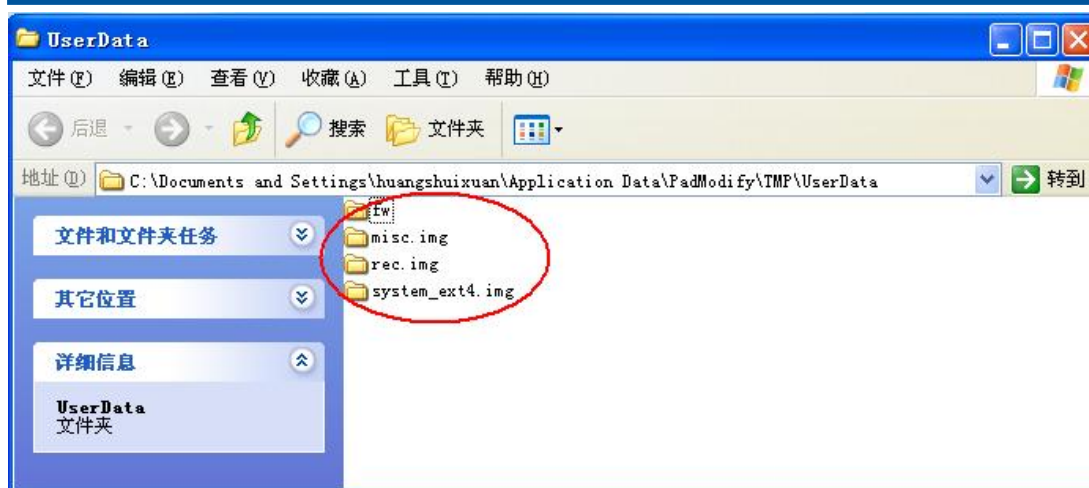 UserData
文件(F) 编辑(E) 查看(V) 收藏(A) 工具(T) 帮助(H)
后退 搜索 文件夹
地址(D) C:\Documents and Settings\huangshuixuan\Application Data\PadModify\TMP\UserData 转到
文件和文件夹任务
其它位置
详细信息
UserData
文件夹
fw
misc.img
rec.img
system_ext4.img